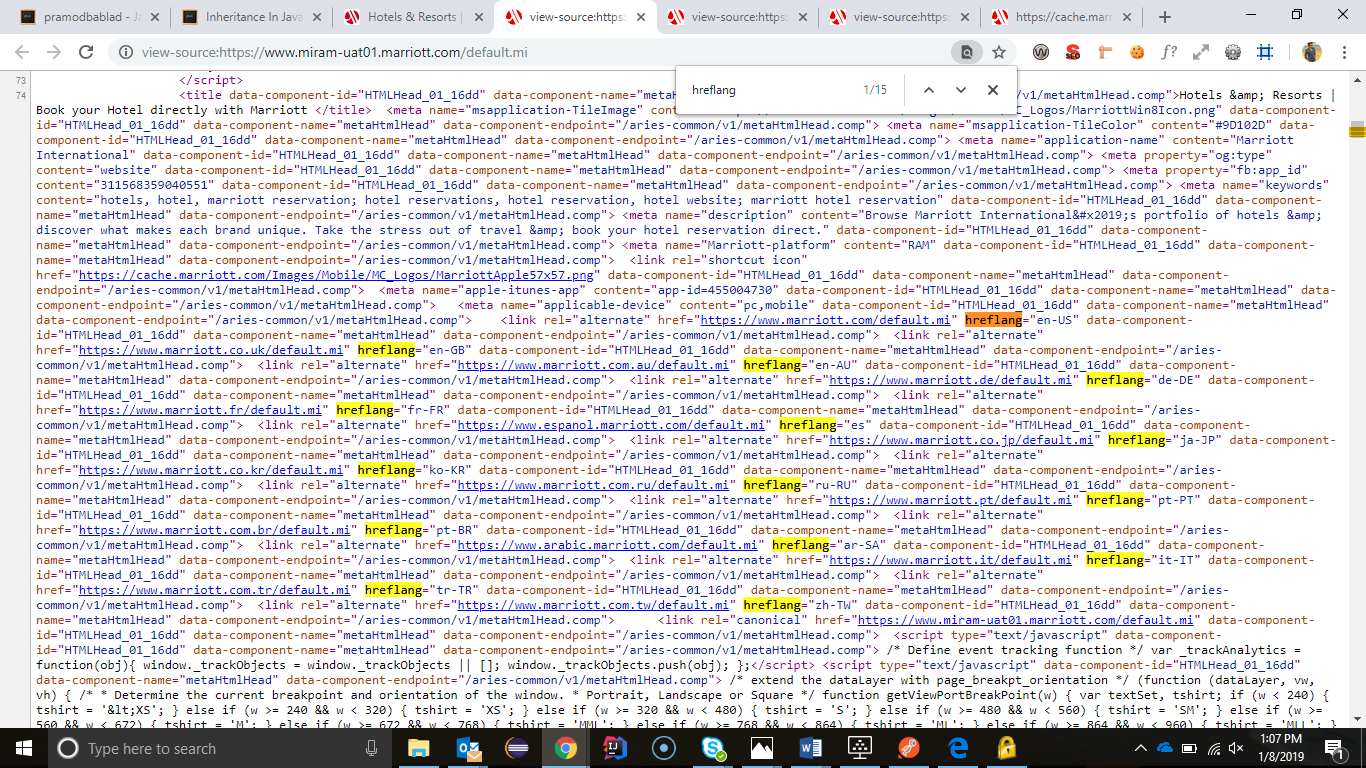 pramodbablad - Ja
Inheritance In Java
Hotels & Resorts |
view-source:https:
view-source:https:
view-source:https:
https://cache.marr
view-source:https://www.miram-uat01.marriott.com/default.mi
hreflang 1/15
73 </script>
74 <title data-component-id="HTMLHead_01_16dd" data-component-name="metaH /v1/metaHtmlHead.comp">Hotels &amp; Resorts |
Book your Hotel directly with Marriott </title> <meta name="msapplication-TileImage" cont C_Logos/MarriottWin8Icon.png" data-component-
id="HTMLHead_01_16dd" data-component-name="metaHtmlHead" data-component-endpoint="/aries-common/v1/metaHtmlHead.comp"> <meta name="msapplication-TileColor" content="#9D102D" data-
component-id="HTMLHead_01_16dd" data-component-name="metaHtmlHead" data-component-endpoint="/aries-common/v1/metaHtmlHead.comp"> <meta name="application-name" content="Marriott
International" data-component-id="HTMLHead_01_16dd" data-component-name="metaHtmlHead" data-component-endpoint="/aries-common/v1/metaHtmlHead.comp"> <meta property="og:type"
content="website" data-component-id="HTMLHead_01_16dd" data-component-name="metaHtmlHead" data-component-endpoint="/aries-common/v1/metaHtmlHead.comp"> <meta property="fb:app_id"
content="311568359040551" data-component-id="HTMLHead_01_16dd" data-component-name="metaHtmlHead" data-component-endpoint="/aries-common/v1/metaHtmlHead.comp"> <meta name="keywords"
content="hotels, hotel, marriott reservation; hotel reservations, hotel reservation, hotel website; marriott hotel reservation" data-component-id="HTMLHead_01_16dd" data-component-
name="metaHtmlHead" data-component-endpoint="/aries-common/v1/metaHtmlHead.comp"> <meta name="description" content="Browse Marriott International&#x2019;s portfolio of hotels &amp;
discover what makes each brand unique. Take the stress out of travel &amp; book your hotel reservation direct." data-component-id="HTMLHead_01_16dd" data-component-
name="metaHtmlHead" data-component-endpoint="/aries-common/v1/metaHtmlHead.comp"> <meta name="Marriott-platform" content="RAM" data-component-id="HTMLHead_01_16dd" data-component-
name="metaHtmlHead" data-component-endpoint="/aries-common/v1/metaHtmlHead.comp"> <link rel="shortcut icon"
href="https://cache.marriott.com/Images/Mobile/MC_Logos/MarriottApple57x57.png" data-component-id="HTMLHead_01_16dd" data-component-name="metaHtmlHead" data-component-
endpoint="/aries-common/v1/metaHtmlHead.comp"> <meta name="apple-itunes-app" content="app-id=455004730" data-component-id="HTMLHead_01_16dd" data-component-name="metaHtmlHead" data-
component-endpoint="/aries-common/v1/metaHtmlHead.comp"> <meta name="applicable-device" content="pc,mobile" data-component-id="HTMLHead_01_16dd" data-component-name="metaHtmlHead"
data-component-endpoint="/aries-common/v1/metaHtmlHead.comp"> <link rel="alternate" href="https://www.marriott.com/default.mi" hreflang="en-US" data-component-
id="HTMLHead_01_16dd" data-component-name="metaHtmlHead" data-component-endpoint="/aries-common/v1/metaHtmlHead.comp"> <link rel="alternate"
href="https://www.marriott.co.uk/default.mi" hreflang="en-GB" data-component-id="HTMLHead_01_16dd" data-component-name="metaHtmlHead" data-component-endpoint="/aries-
common/v1/metaHtmlHead.comp"> <link rel="alternate" href="https://www.marriott.com.au/default.mi" hreflang="en-AU" data-component-id="HTMLHead_01_16dd" data-component-
name="metaHtmlHead" data-component-endpoint="/aries-common/v1/metaHtmlHead.comp"> <link rel="alternate" href="https://www.marriott.de/default.mi" hreflang="de-DE" data-component-
id="HTMLHead_01_16dd" data-component-name="metaHtmlHead" data-component-endpoint="/aries-common/v1/metaHtmlHead.comp"> <link rel="alternate"
href="https://www.marriott.fr/default.mi" hreflang="fr-FR" data-component-id="HTMLHead_01_16dd" data-component-name="metaHtmlHead" data-component-endpoint="/aries-
common/v1/metaHtmlHead.comp"> <link rel="alternate" href="https://www.espanol.marriott.com/default.mi" hreflang="es" data-component-id="HTMLHead_01_16dd" data-component-
name="metaHtmlHead" data-component-endpoint="/aries-common/v1/metaHtmlHead.comp"> <link rel="alternate" href="https://www.marriott.co.jp/default.mi" hreflang="ja-JP" data-component-
id="HTMLHead_01_16dd" data-component-name="metaHtmlHead" data-component-endpoint="/aries-common/v1/metaHtmlHead.comp"> <link rel="alternate"
href="https://www.marriott.co.kr/default.mi" hreflang="ko-KR" data-component-id="HTMLHead_01_16dd" data-component-name="metaHtmlHead" data-component-endpoint="/aries-
common/v1/metaHtmlHead.comp"> <link rel="alternate" href="https://www.marriott.com.ru/default.mi" hreflang="ru-RU" data-component-id="HTMLHead_01_16dd" data-component-
name="metaHtmlHead" data-component-endpoint="/aries-common/v1/metaHtmlHead.comp"> <link rel="alternate" href="https://www.marriott.pt/default.mi" hreflang="pt-PT" data-component-
id="HTMLHead_01_16dd" data-component-name="metaHtmlHead" data-component-endpoint="/aries-common/v1/metaHtmlHead.comp"> <link rel="alternate"
href="https://www.marriott.com.br/default.mi" hreflang="pt-BR" data-component-id="HTMLHead_01_16dd" data-component-name="metaHtmlHead" data-component-endpoint="/aries-
common/v1/metaHtmlHead.comp"> <link rel="alternate" href="https://www.arabic.marriott.com/default.mi" hreflang="ar-SA" data-component-id="HTMLHead_01_16dd" data-component-
name="metaHtmlHead" data-component-endpoint="/aries-common/v1/metaHtmlHead.comp"> <link rel="alternate" href="https://www.marriott.it/default.mi" hreflang="it-IT" data-component-
id="HTMLHead_01_16dd" data-component-name="metaHtmlHead" data-component-endpoint="/aries-common/v1/metaHtmlHead.comp"> <link rel="alternate"
href="https://www.marriott.com.tr/default.mi" hreflang="tr-TR" data-component-id="HTMLHead_01_16dd" data-component-name="metaHtmlHead" data-component-endpoint="/aries-
common/v1/metaHtmlHead.comp"> <link rel="alternate" href="https://www.marriott.com.tw/default.mi" hreflang="zh-TW" data-component-id="HTMLHead_01_16dd" data-component-
name="metaHtmlHead" data-component-endpoint="/aries-common/v1/metaHtmlHead.comp"> <link rel="canonical" href="https://www.miram-uat01.marriott.com/default.mi" data-component-
id="HTMLHead_01_16dd" data-component-name="metaHtmlHead" data-component-endpoint="/aries-common/v1/metaHtmlHead.comp"> <script type="text/javascript" data-component-
id="HTMLHead_01_16dd" data-component-name="metaHtmlHead" data-component-endpoint="/aries-common/v1/metaHtmlHead.comp"> /* Define event tracking function */ var _trackAnalytics =
function(obj){ window._trackObjects = window._trackObjects || []; window._trackObjects.push(obj); };</script> <script type="text/javascript" data-component-id="HTMLHead_01_16dd"
data-component-name="metaHtmlHead" data-component-endpoint="/aries-common/v1/metaHtmlHead.comp"> /* extend the dataLayer with page_breakpt_orientation */ (function (dataLayer, vw,
vh) { /* * Determine the current breakpoint and orientation of the window. * Portrait, Landscape or Square */ function getViewPortBreakPoint(w) { var textSet, tshirt; if (w < 240) {
tshirt = '&lt;XS'; } else if (w >= 240 && w < 320) { tshirt = 'XS'; } else if (w >= 320 && w < 480) { tshirt = 'S'; } else if (w >= 480 && w < 560) { tshirt = 'SM'; } else if (w >=
560 && w < 672) { tshirt = 'M'; } else if (w >= 672 && w < 768) { tshirt = 'MML'; } else if (w >= 768 && w < 864) { tshirt = 'ML'; } else if (w >= 864 && w < 960) { tshirt = 'MLL'; }
Type here to search
1:07 PM
1/8/2019